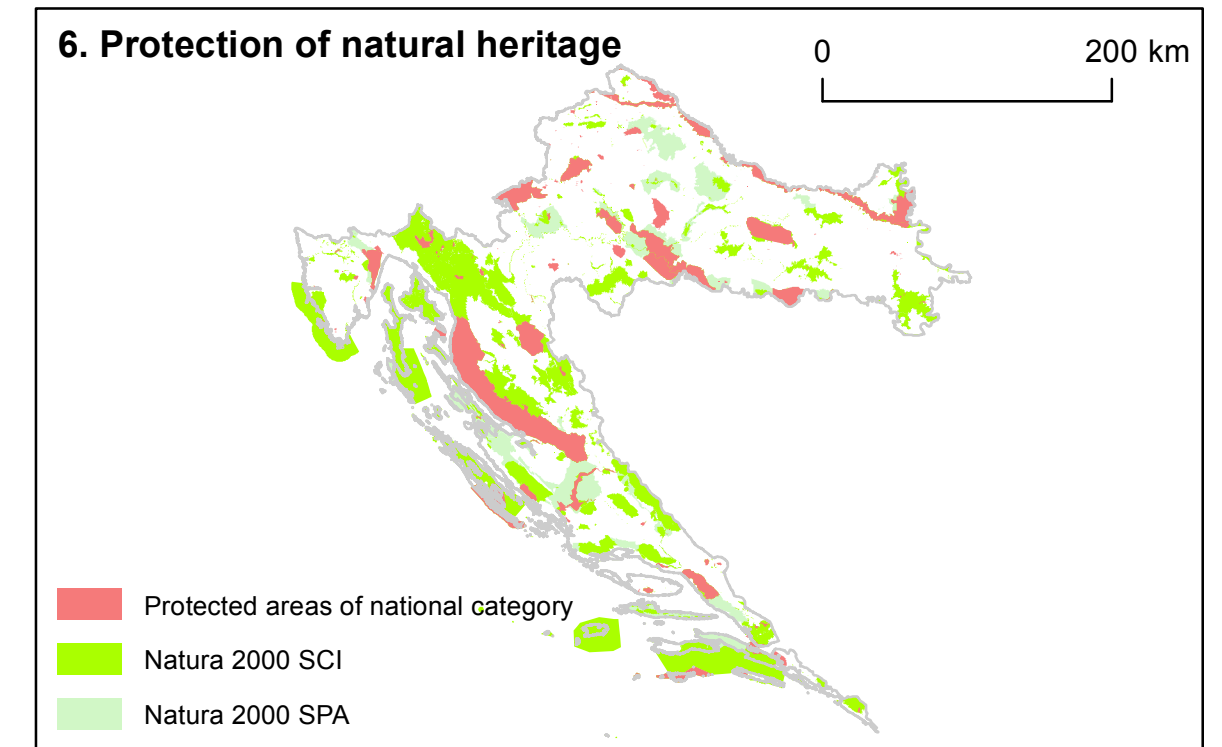 6. Protection of natural heritage
0 200 km
Protected areas of national category
Natura 2000 SCI
Natura 2000 SPA